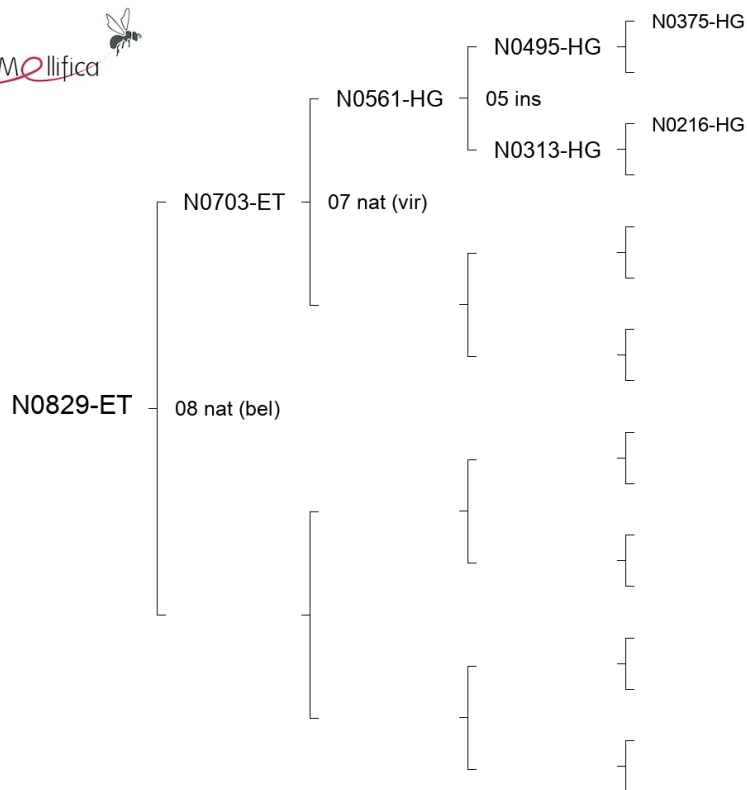 Mellifica
N0375-HG
N0495-HG
N0561-HG
05 ins
N0216-HG
N0313-HG
N0703-ET
07 nat (vir)
N0829-ET
08 nat (bel)